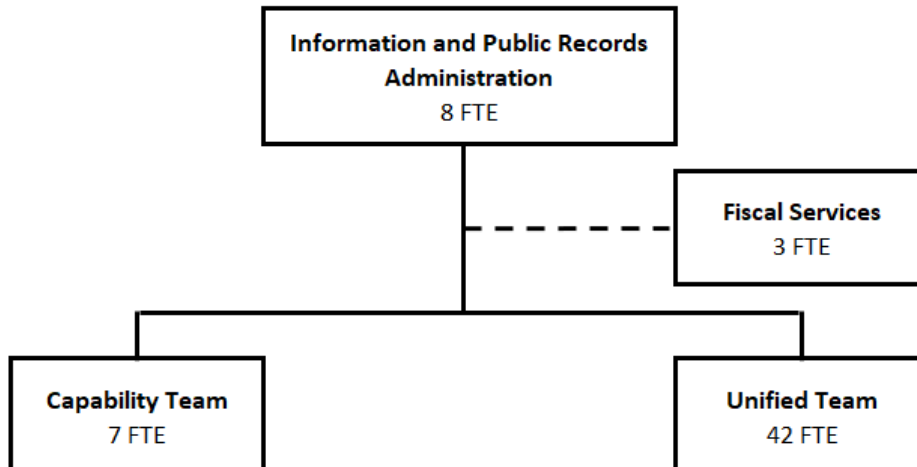 Information and Public Records
Administration
8 FTE
Fiscal Services
3 FTE
Capability Team
7 FTE
Unified Team
42 FTE